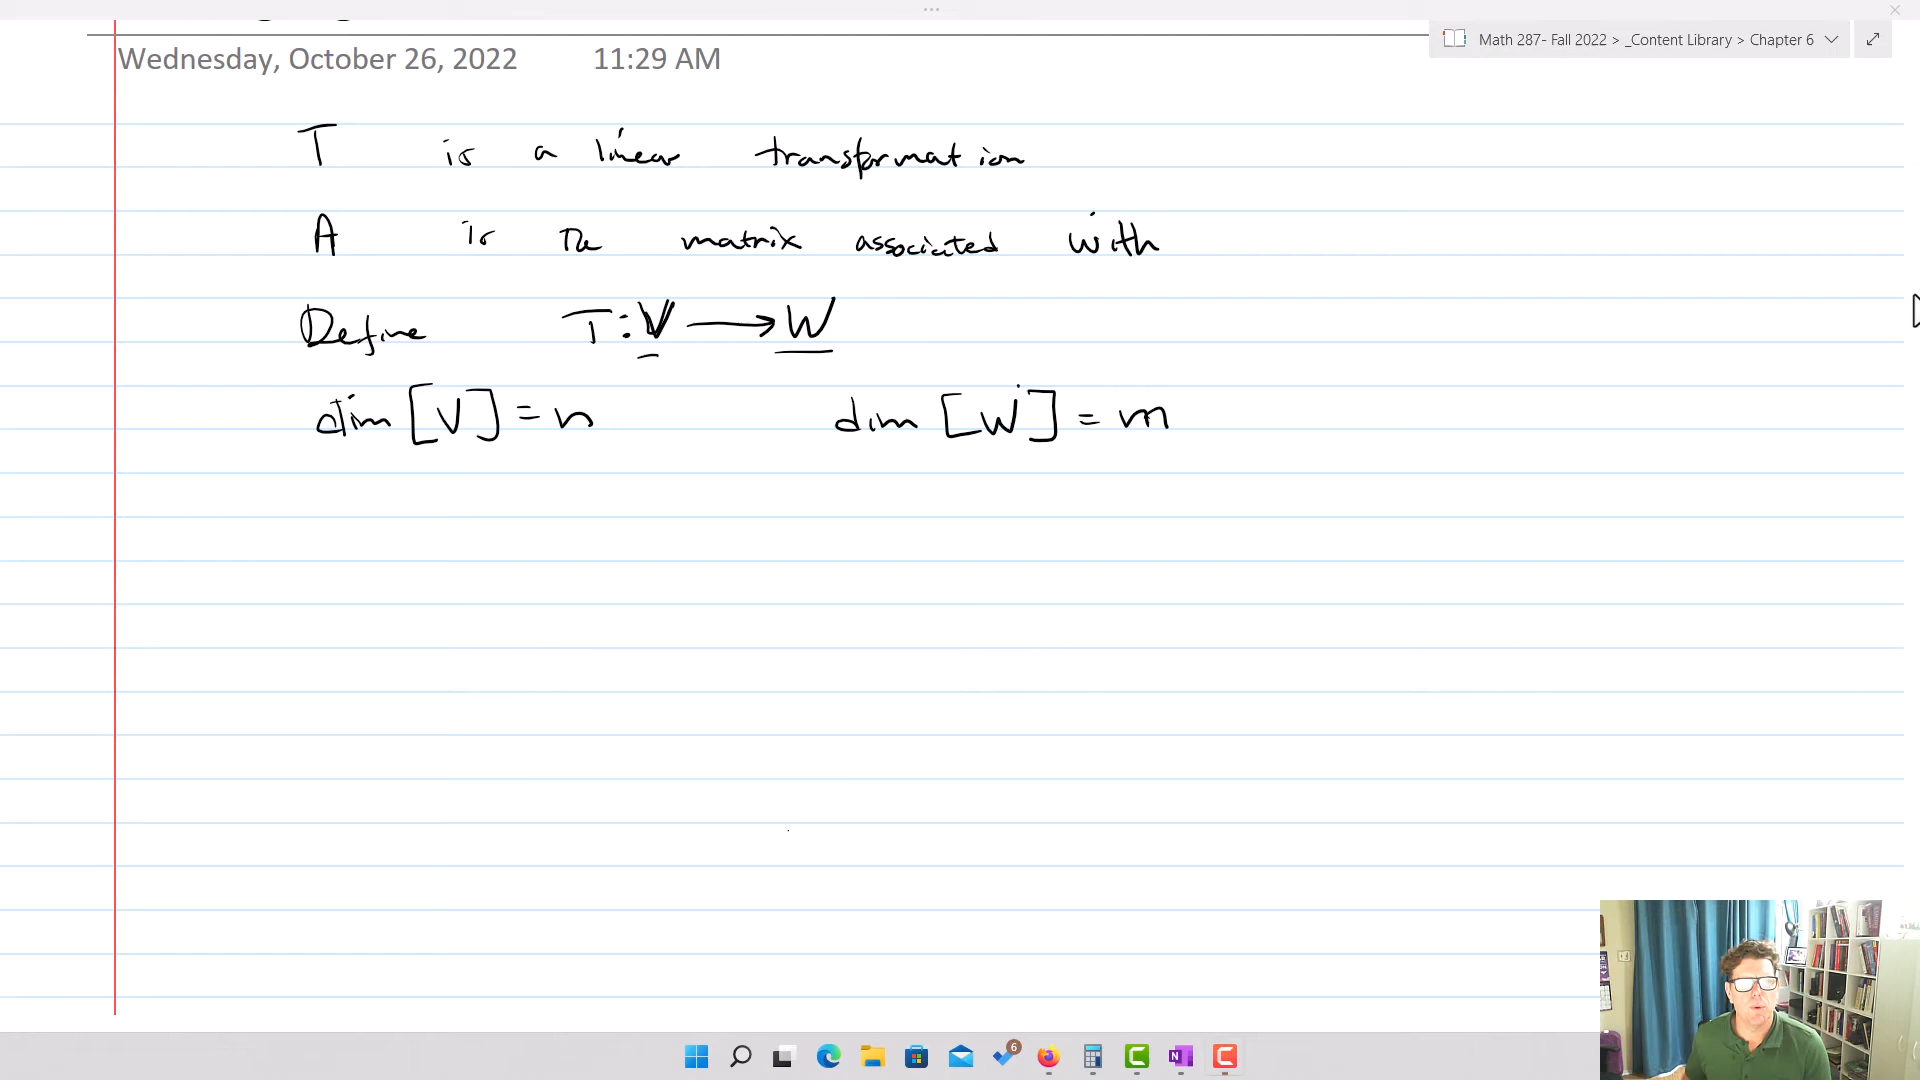 Wednesday, October 26, 2022 11:29 AM
Math 287- Fall 2022 > _Content Library > Chapter 6
T is a linear transformation
A is the matrix associated with
Define T: V → W
dim [V] = n dim [W] = m
6